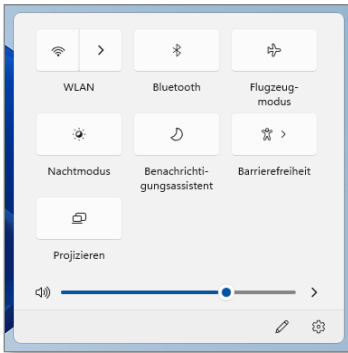 WLAN
Bluetooth
Flugzeug-
modus
Nachtmodus
Benachrichti-
gungsassistent
Barrierefreiheit
Projizieren